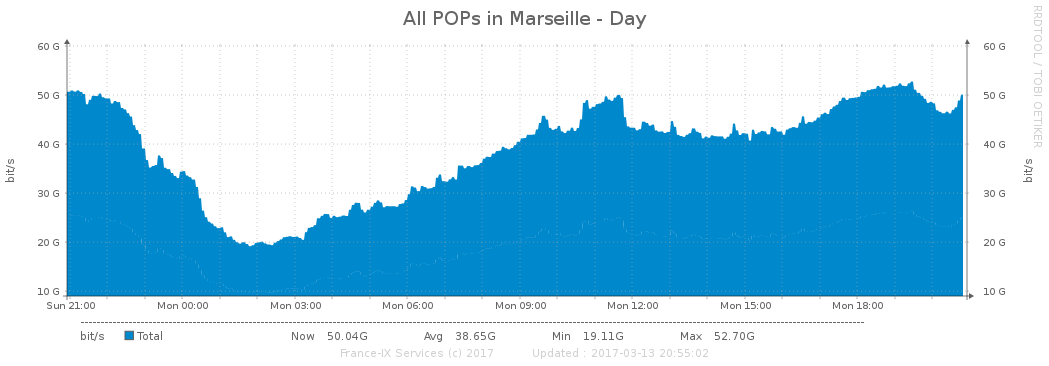 All POPs in Marseille - Day
RRDTOOL / TOBI OETIKER
60 G 60 G
50 G 50 G
40 G 40 G
30 G 30 G
20 G 20 G
10 G 10 G
bit/s
bit/s
Sun 21:00 Mon 00:00 Mon 03:00 Mon 06:00 Mon 09:00 Mon 12:00 Mon 15:00 Mon 18:00
bit/s Total Now 50.04G Avg 38.65G Min 19.11G Max 52.70G
France-IX Services (c) 2017 Updated : 2017-03-13 20:55:02